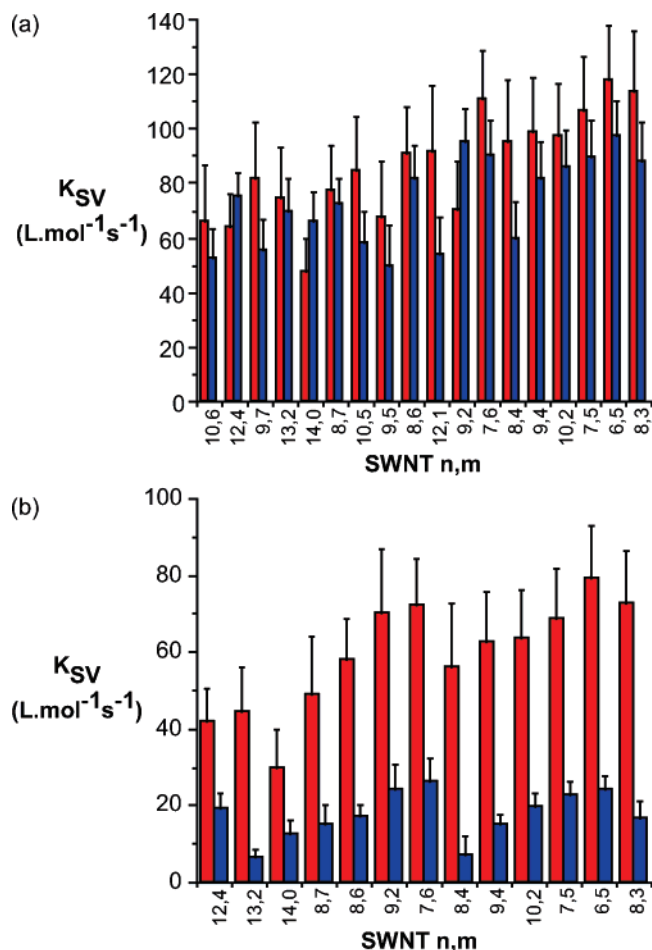 (a)
140
120
100
80
60
40
20
0
K_SV
(L.mol⁻¹s⁻¹)
10,6 12,4 9,7 13,2 14,0 8,7 10,5 9,5 8,6 12,1 9,2 7,6 8,4 9,4 10,2 7,5 6,5 8,3
SWNT n,m
(b)
100
80
60
40
20
0
K_SV
(L.mol⁻¹s⁻¹)
12,4 13,2 14,0 8,7 8,6 9,2 7,6 8,4 9,4 10,2 7,5 6,5 8,3
SWNT n,m